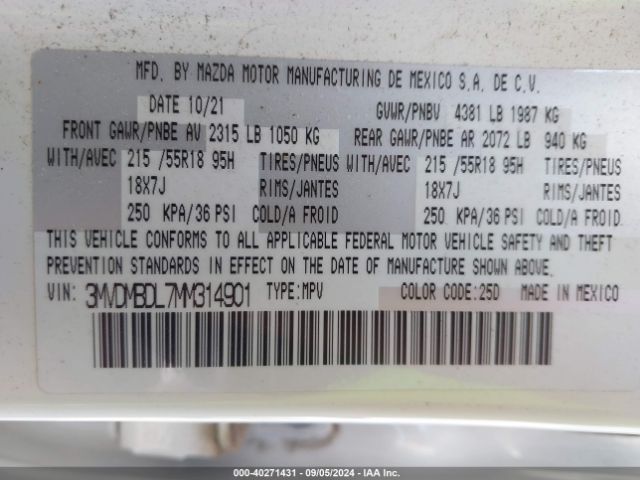 MFD. BY MAZDA MOTOR MANUFACTURING DE MEXICO S.A. DE C.V.
DATE 10/21 GVWR/PNBV 4381 LB 1987 KG
FRONT GAWR/PNBE AV 2315 LB 1050 KG REAR GAWR/PNBE AR 2072 LB 940 KG
WITH/AVEC 215 /55R18 95H TIRES/PNEUS WITH/AVEC 215 /55R18 95H TIRES/PNEUS
18X7J RIMS/JANTES 18X7J RIMS/JANTES
250 KPA/36 PSI COLD/A FROID 250 KPA/36 PSI COLD/A FROID
THIS VEHICLE CONFORMS TO ALL APPLICABLE FEDERAL MOTOR VEHICLE SAFETY AND THEFT
PREVENTION STANDARDS IN EFFECT ON THE DATE OF MANUFACTURE SHOWN ABOVE.
VIN: 3MVDMBDL7MM314901 TYPE:MPV COLOR CODE:25D MADE IN MEXICO
000-40271431 - 09/05/2024 - IAA Inc.